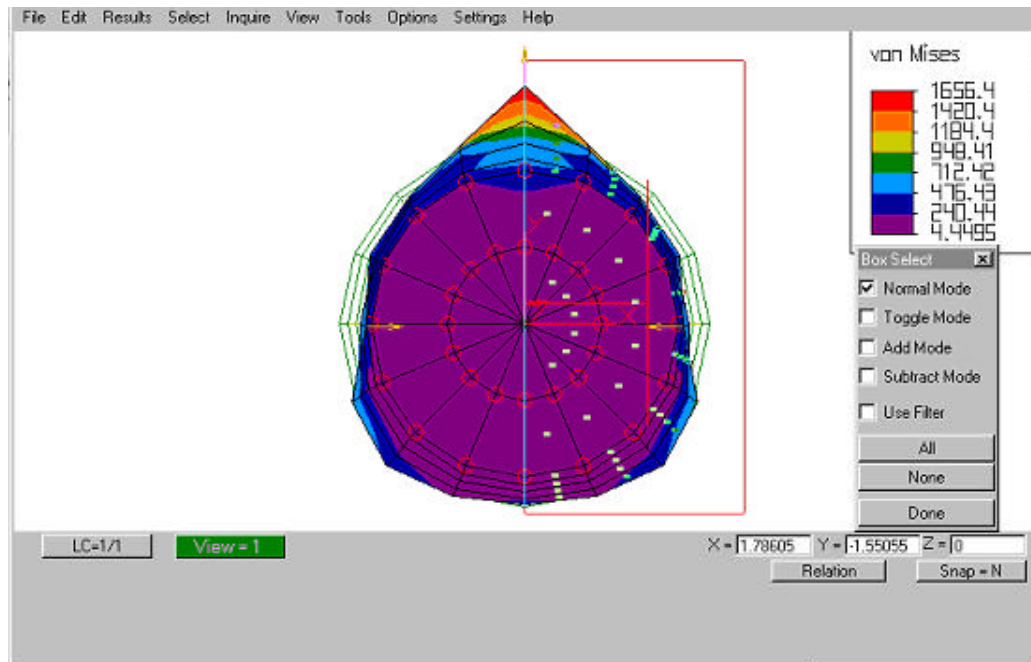 File Edit Results Select Inquire View Tools Options Settings Help
von Mises
1656.4
1420.4
1184.4
948.41
712.42
476.43
240.44
4.4495
Box Select
Normal Mode
Toggle Mode
Add Mode
Subtract Mode
Use Filter
All
None
Done
LC=1/1 View = 1 X = 1.78605 Y = -1.55055 Z = 0
Relation Snap = N